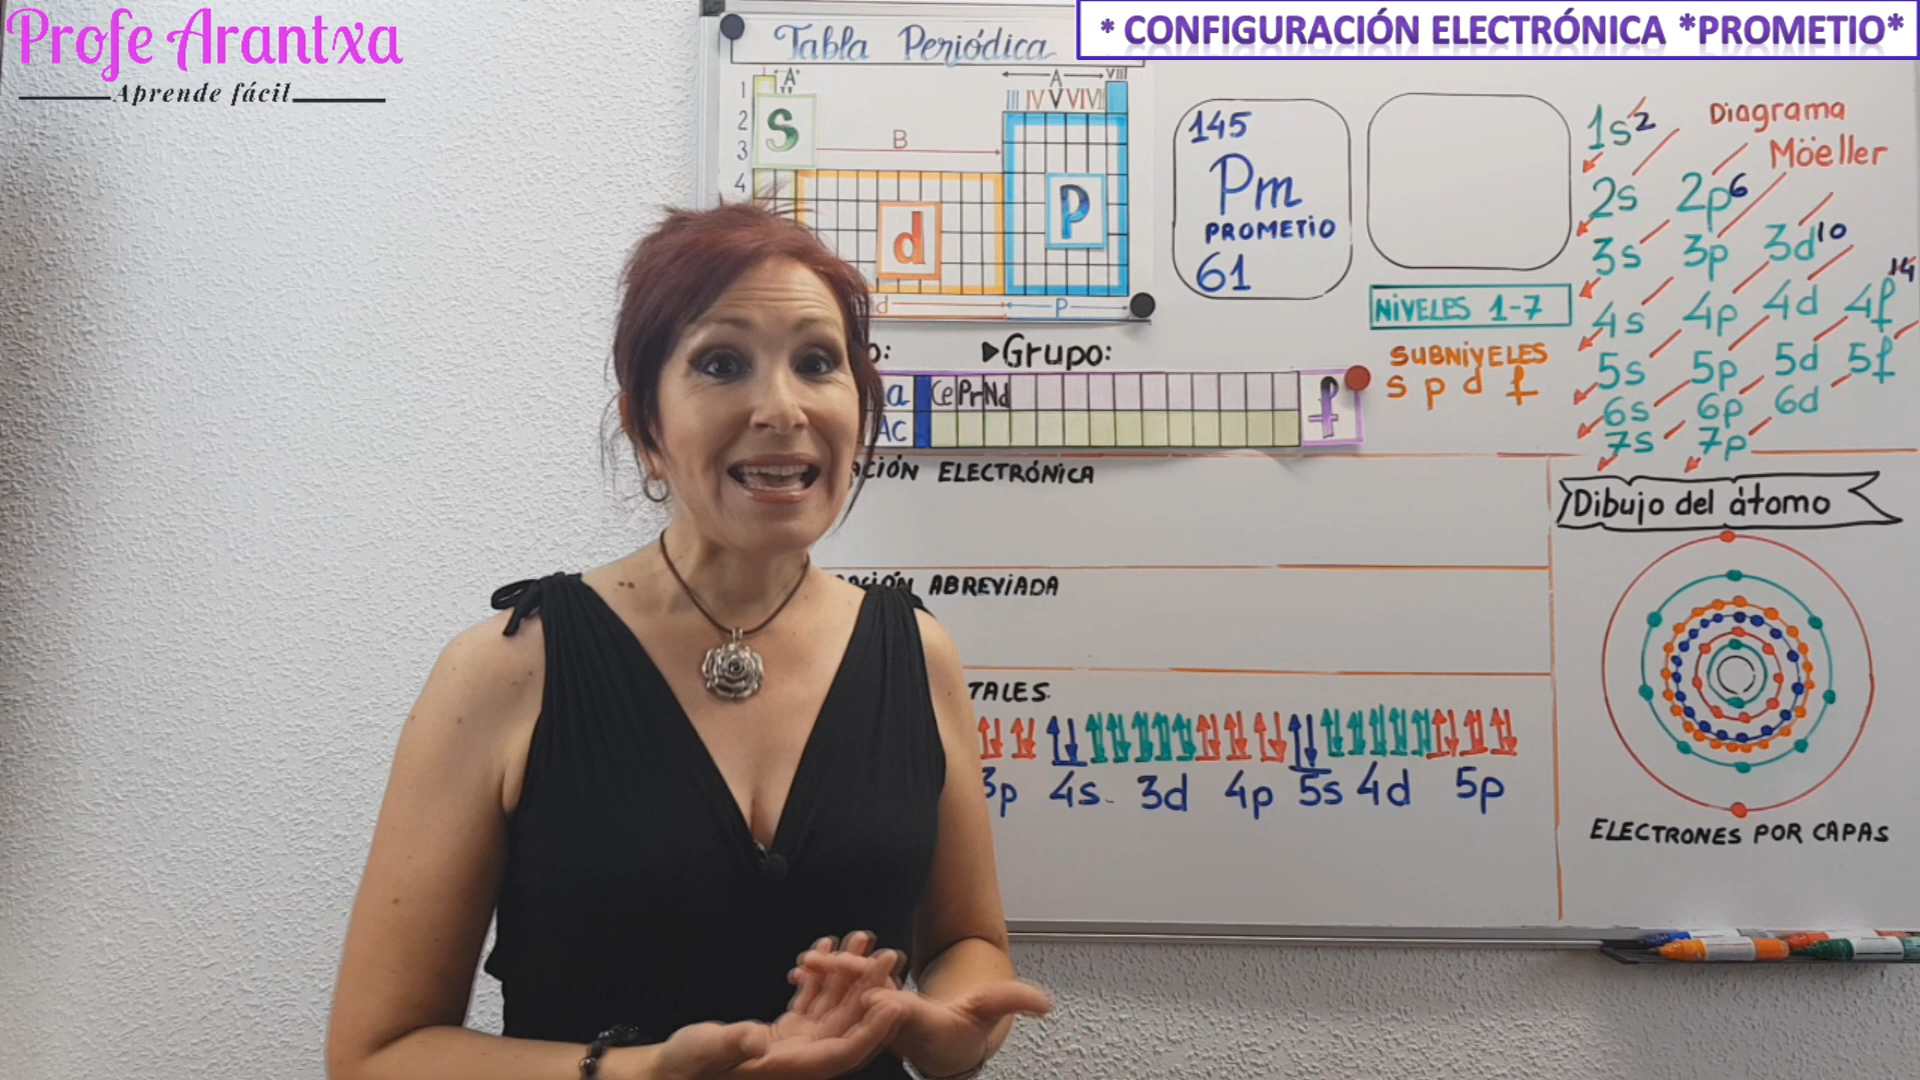 Profe Arantxa
Aprende fácil
* CONFIGURACIÓN ELECTRÓNICA *PROMETIO*
Tabla Periódica
A
VIII
III IV V VI
1
2
3
4
S
B
d
p
d
P
145
Pm
PROMETIO
61
Diagrama
Möeller
1s2
2s 2p6
3s 3p 3d10
4s 4p 4d 4f14
5s 5p 5d 5f
6s 6p 6d
7s 7p
NIVELES 1-7
SUBNIVELES
s p d f
o: ▶Grupo:
a Ce Pr Nd
Ac
f
ACIÓN ELECTRÓNICA
ACIÓN ABREVIADA
TALES
3p 4s 3d 4p 5s 4d 5p
Dibujo del átomo
ELECTRONES POR CAPAS